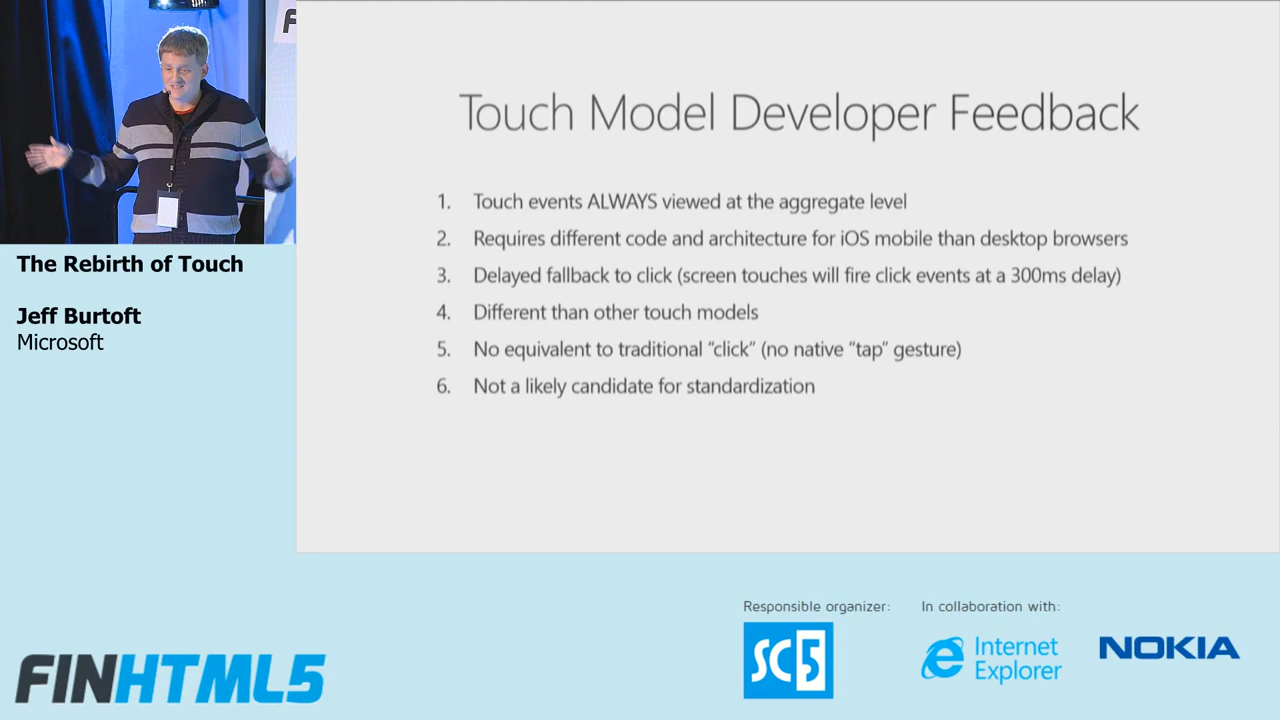 Touch Model Developer Feedback
1. Touch events ALWAYS viewed at the aggregate level
2. Requires different code and architecture for iOS mobile than desktop browsers
3. Delayed fallback to click (screen touches will fire click events at a 300ms delay)
4. Different than other touch models
5. No equivalent to traditional “click” (no native “tap” gesture)
6. Not a likely candidate for standardization
The Rebirth of Touch
Jeff Burtoft
Microsoft
Responsible organizer:
In collaboration with:
SC5
Internet
Explorer
NOKIA
FINHTML5